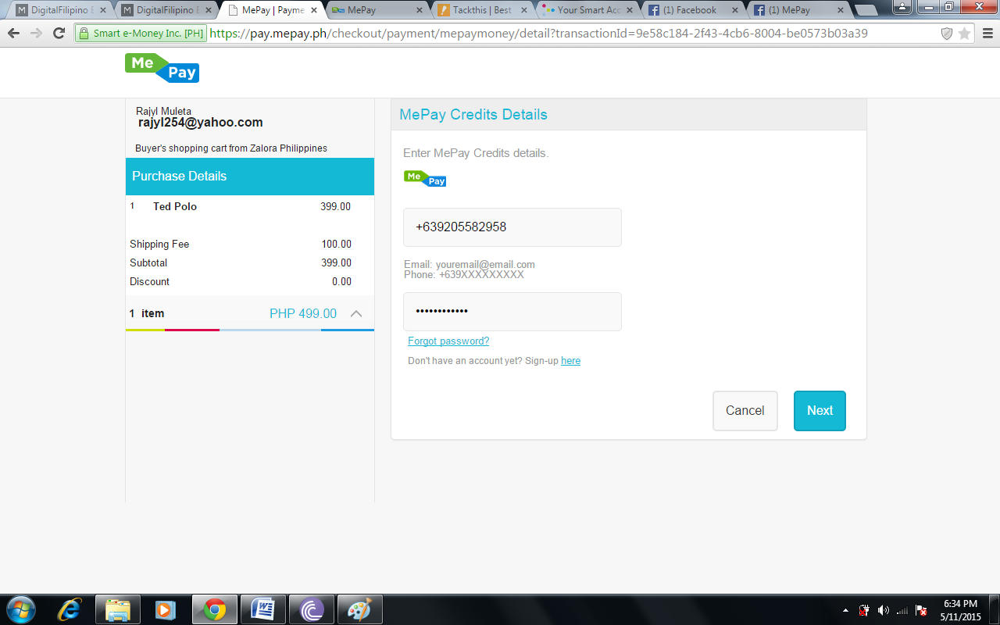 DigitalFilipino E
DigitalFilipino E
MePay | Payme
MePay
Tackthis | Best
Your Smart Acc
(1) Facebook
(1) MePay
Smart e-Money Inc. [PH] https://pay.mepay.ph/checkout/payment/mepaymoney/detail?transactionId=9e58c184-2f43-4cb6-8004-be0573b03a39
Me
Pay
Rajyl Muleta
rajyl254@yahoo.com
Buyer's shopping cart from Zalora Philippines
Purchase Details
1 Ted Polo 399.00
Shipping Fee 100.00
Subtotal 399.00
Discount 0.00
1 item PHP 499.00
MePay Credits Details
Enter MePay Credits details.
Me
Pay
+639205582958
Email: youremail@email.com
Phone: +639XXXXXXXXX
••••••••••••
Forgot password?
Don't have an account yet? Sign-up here
Cancel Next
6:34 PM
5/11/2015